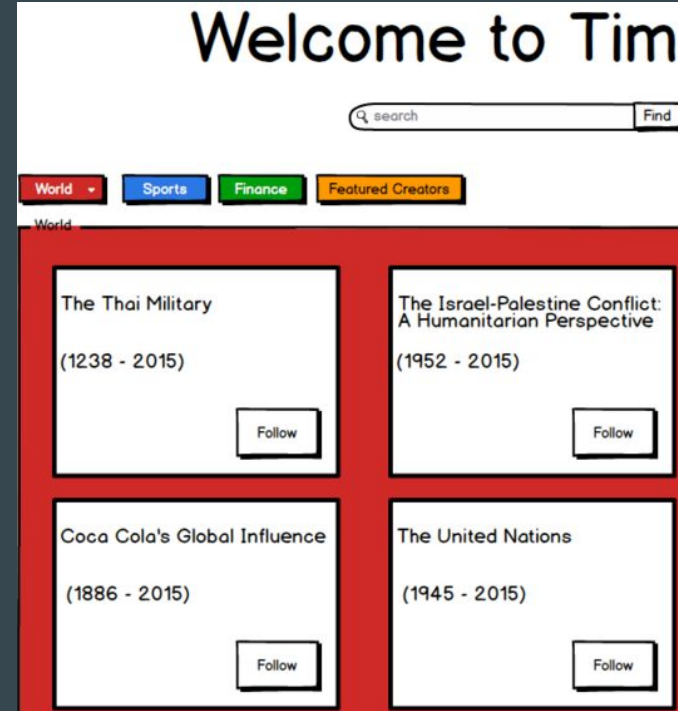 Welcome to Tim
search
Find
World
Sports
Finance
Featured Creators
World
The Thai Military
(1238 - 2015)
Follow
The Israel-Palestine Conflict:
A Humanitarian Perspective
(1952 - 2015)
Follow
Coca Cola's Global Influence
(1886 - 2015)
Follow
The United Nations
(1945 - 2015)
Follow